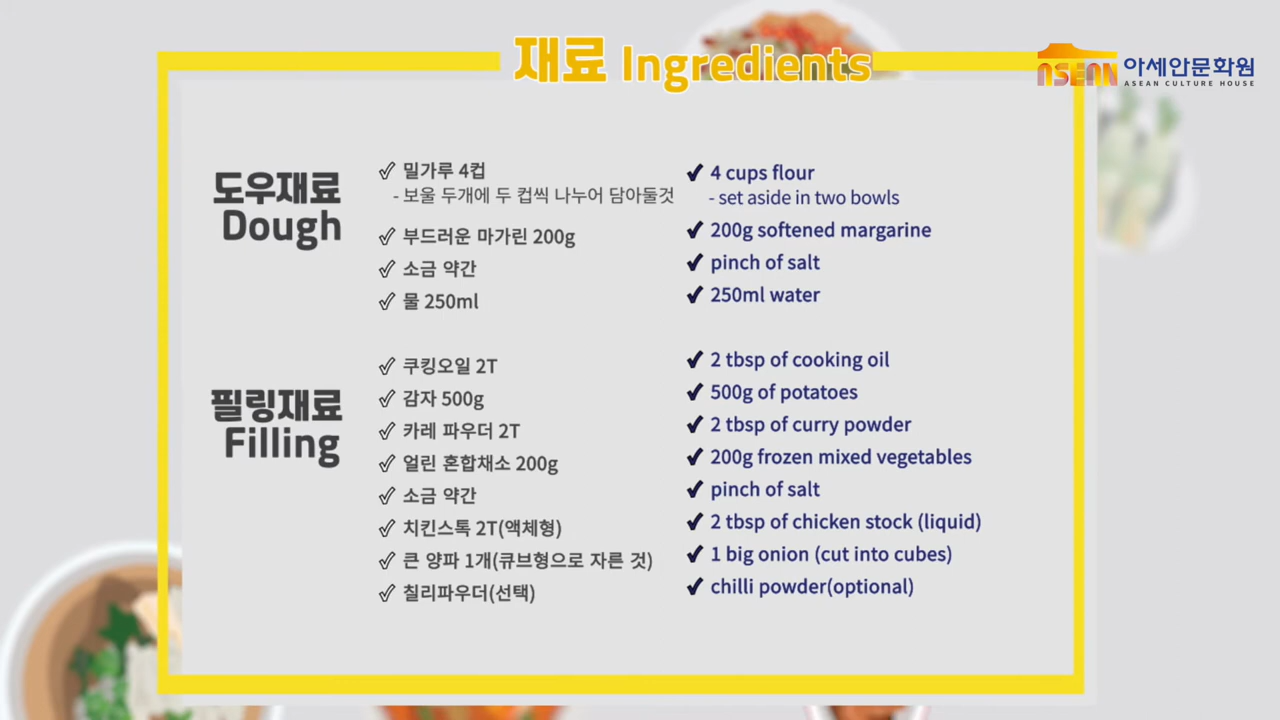 재료 Ingredients
ASEAN 아세안문화원
ASEAN CULTURE HOUSE
도우재료
Dough
밀가루 4컵
- 보울 두개에 두 컵씩 나누어 담아둘것
부드러운 마가린 200g
소금 약간
물 250ml
4 cups flour
- set aside in two bowls
200g softened margarine
pinch of salt
250ml water
필링재료
Filling
쿠킹오일 2T
감자 500g
카레 파우더 2T
얼린 혼합채소 200g
소금 약간
치킨스톡 2T(액체형)
큰 양파 1개(큐브형으로 자른 것)
칠리파우더(선택)
2 tbsp of cooking oil
500g of potatoes
2 tbsp of curry powder
200g frozen mixed vegetables
pinch of salt
2 tbsp of chicken stock (liquid)
1 big onion (cut into cubes)
chilli powder(optional)